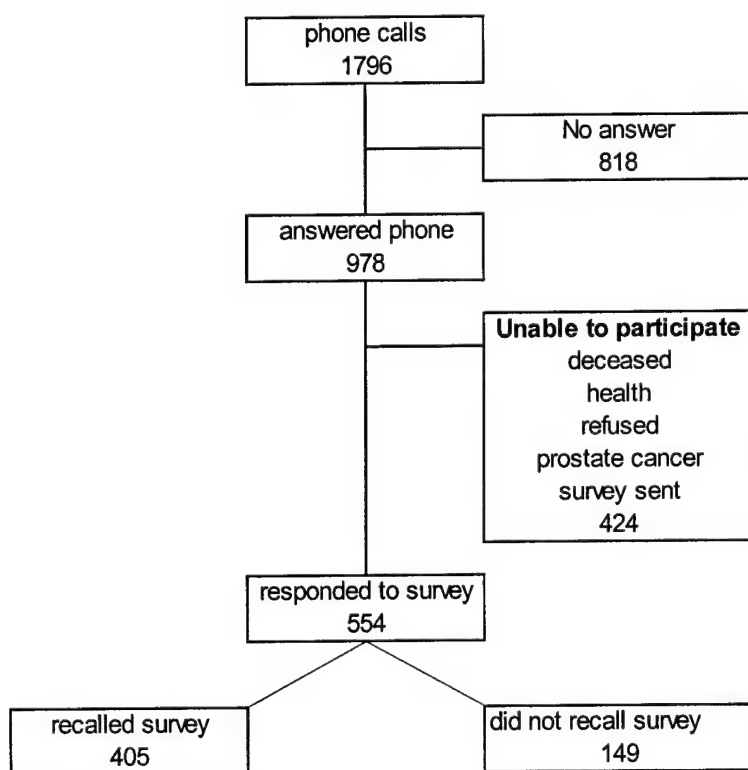 phone calls
1796
No answer
818
answered phone
978
Unable to participate
deceased
health
refused
prostate cancer
survey sent
424
responded to survey
554
recalled survey
405
did not recall survey
149